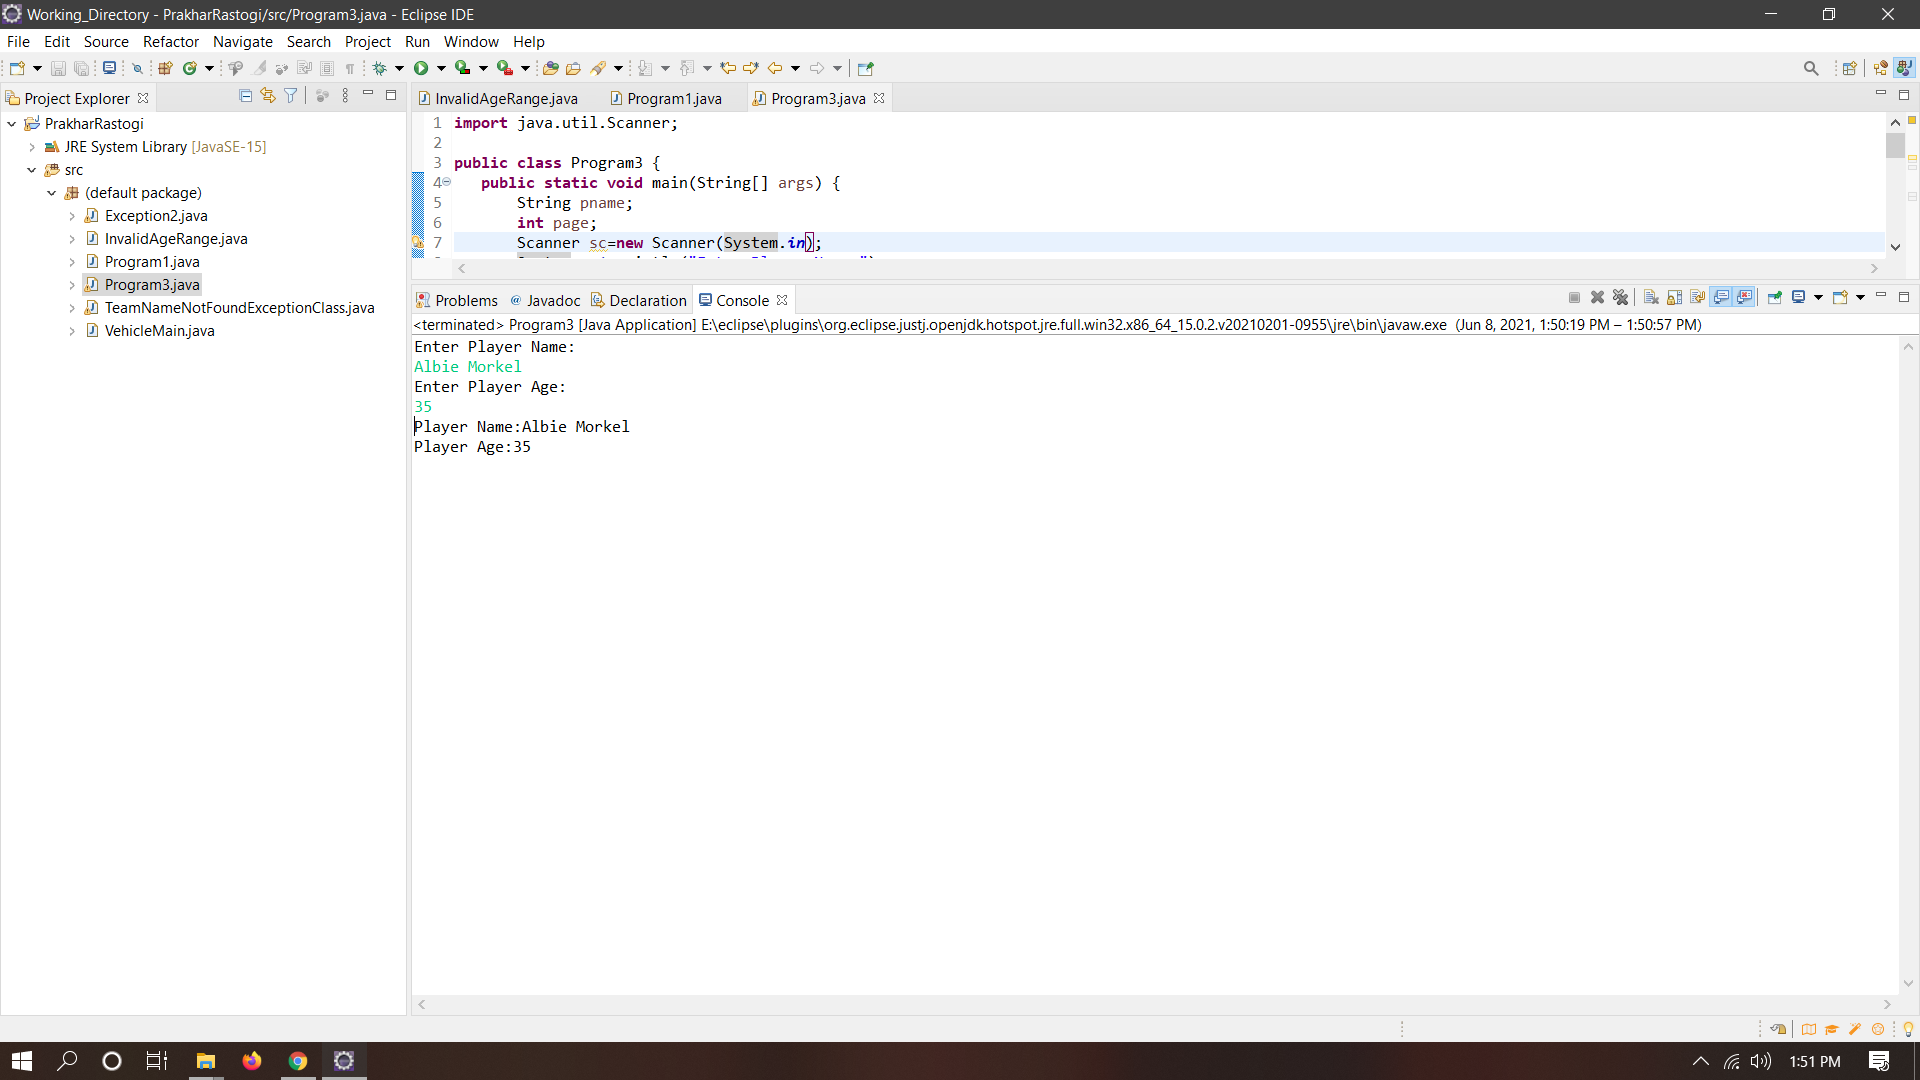 Working_Directory - PrakharRastogi/src/Program3.java - Eclipse IDE
File Edit Source Refactor Navigate Search Project Run Window Help
Project Explorer
PrakharRastogi
JRE System Library [JavaSE-15]
src
(default package)
Exception2.java
InvalidAgeRange.java
Program1.java
Program3.java
TeamNameNotFoundExceptionClass.java
VehicleMain.java
InvalidAgeRange.java Program1.java Program3.java
1 import java.util.Scanner;
2
3 public class Program3 {
4 public static void main(String[] args) {
5 String pname;
6 int page;
7 Scanner sc=new Scanner(System.in);
Problems Javadoc Declaration Console
<terminated> Program3 [Java Application] E:\eclipse\plugins\org.eclipse.justj.openjdk.hotspot.jre.full.win32.x86_64_15.0.2.v20210201-0955\jre\bin\javaw.exe (Jun 8, 2021, 1:50:19 PM – 1:50:57 PM)
Enter Player Name:
Albie Morkel
Enter Player Age:
35
Player Name:Albie Morkel
Player Age:35
1:51 PM